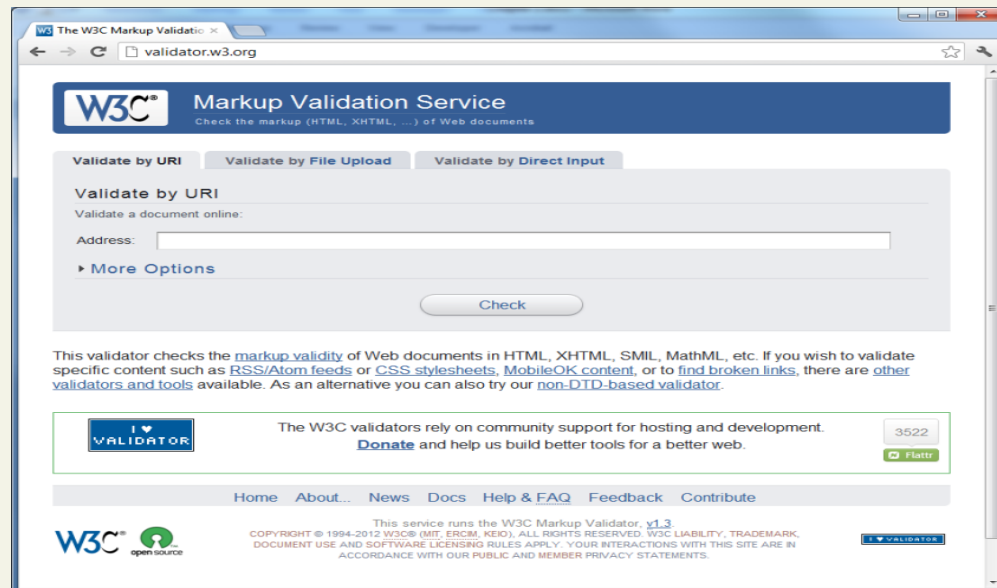 The W3C Markup Validatio
validator.w3.org
W3C® Markup Validation Service
Check the markup (HTML, XHTML, ...) of Web documents
Validate by URI Validate by File Upload Validate by Direct Input
Validate by URI
Validate a document online:
Address:
More Options
Check
This validator checks the markup validity of Web documents in HTML, XHTML, SMIL, MathML, etc. If you wish to validate
specific content such as RSS/Atom feeds or CSS stylesheets, MobileOK content, or to find broken links, there are other
validators and tools available. As an alternative you can also try our non-DTD-based validator.
I ♥
VALIDATOR
The W3C validators rely on community support for hosting and development.
Donate and help us build better tools for a better web.
3522
Flattr
Home About... News Docs Help & FAQ Feedback Contribute
W3C® open source
This service runs the W3C Markup Validator, v1.3.
COPYRIGHT © 1994-2012 W3C® (MIT, ERCIM, KEIO), ALL RIGHTS RESERVED. W3C LIABILITY, TRADEMARK,
DOCUMENT USE AND SOFTWARE LICENSING RULES APPLY. YOUR INTERACTIONS WITH THIS SITE ARE IN
ACCORDANCE WITH OUR PUBLIC AND MEMBER PRIVACY STATEMENTS.
I ♥ VALIDATOR